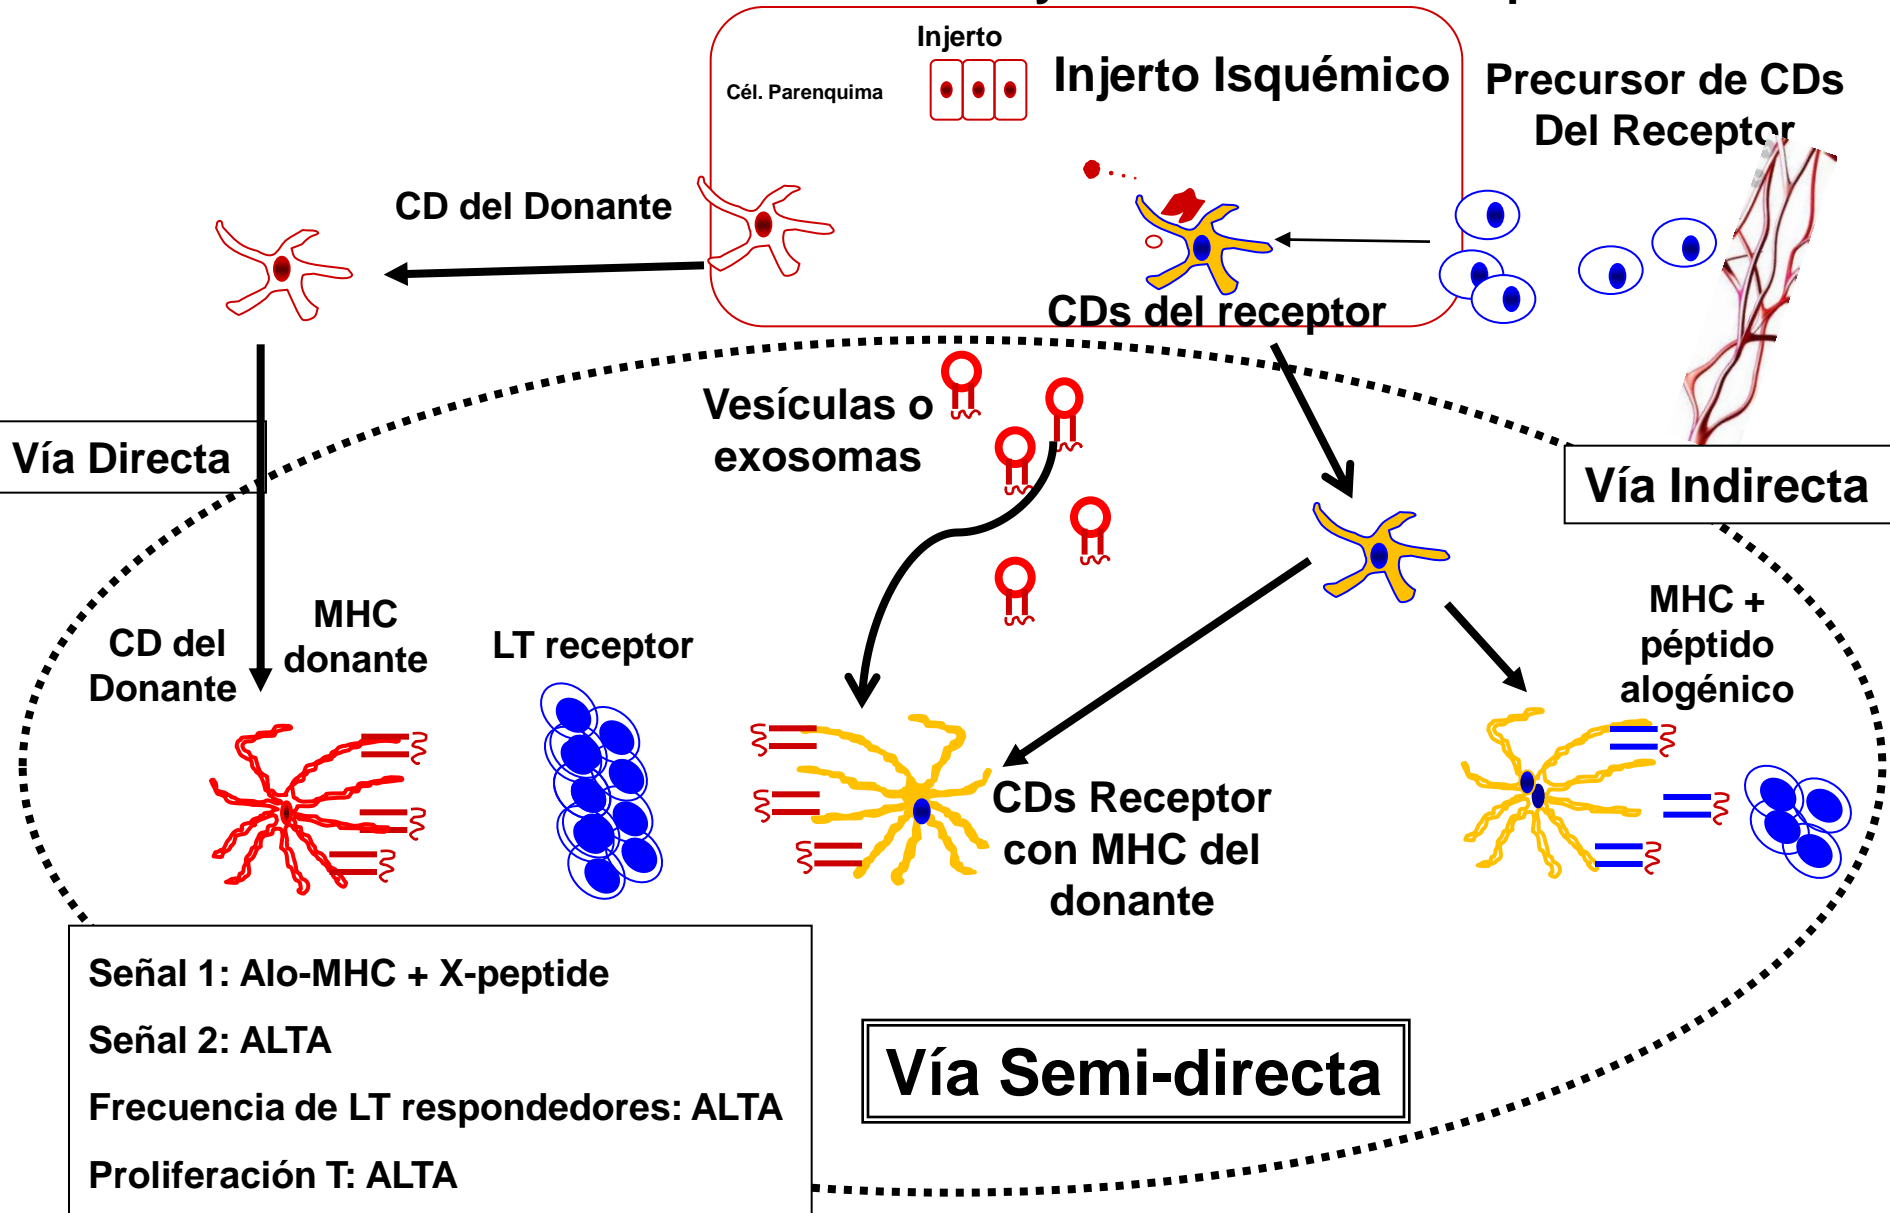 Injerto
Injerto Isquémico
Cél. Parenquima
Precursor de CDs
Del Receptor
CD del Donante
CDs del receptor
Vesículas o
exosomas
Vía Directa
Vía Indirecta
CD del
Donante
MHC
donante
LT receptor
MHC +
péptido
alogénico
CDs Receptor
con MHC del
donante
Señal 1: Alo-MHC + X-peptide
Señal 2: ALTA
Frecuencia de LT respondedores: ALTA
Proliferación T: ALTA
Vía Semi-directa